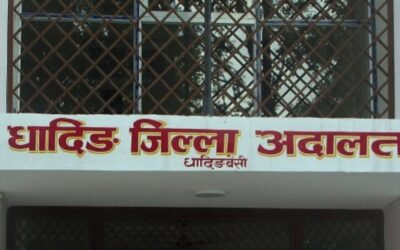 धादिङ जिल्ला अदालत
धादिङबेसी